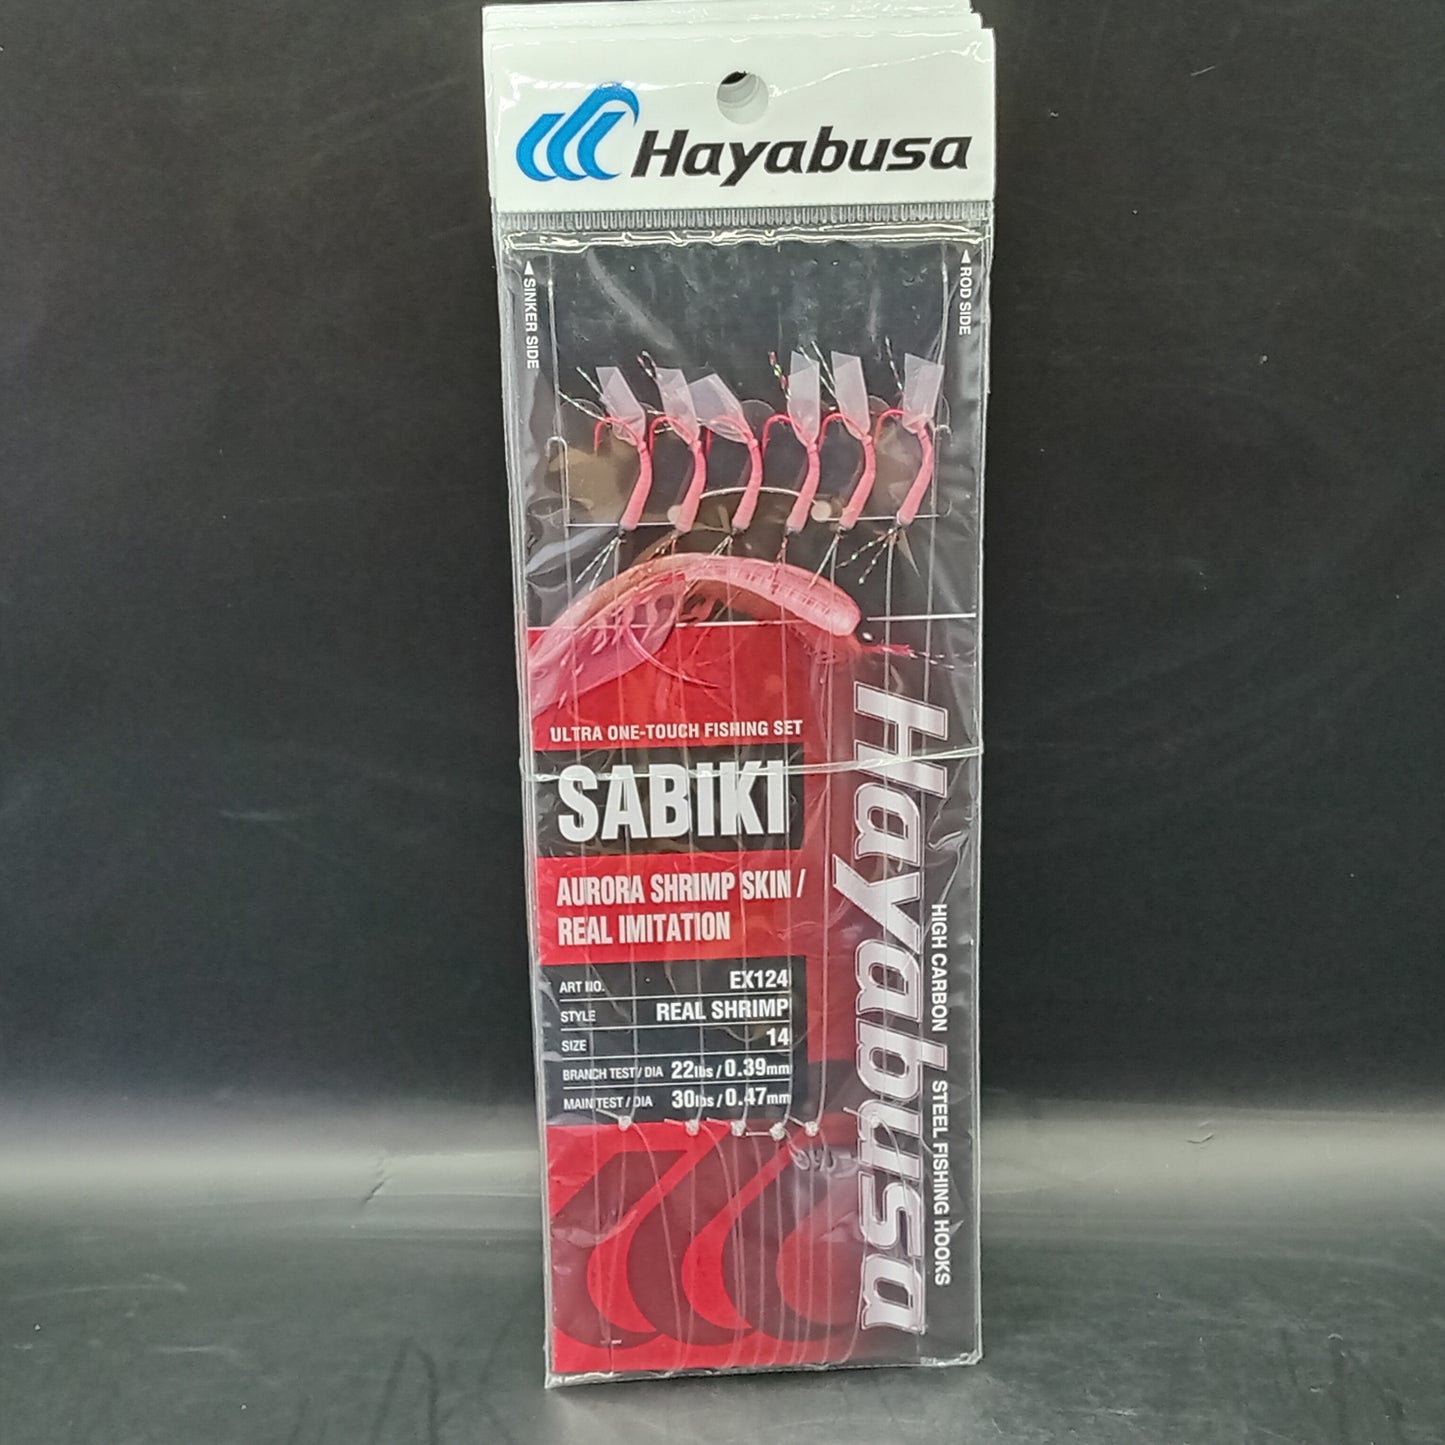 Hayabusa
SINKER SIDE
ROD SIDE
ULTRA ONE-TOUCH FISHING SET
SABIKI
AURORA SHRIMP SKIN /
REAL IMITATION
ART NO. EX124
STYLE REAL SHRIMP
SIZE 14
BRANCH TEST / DIA 22lbs / 0.39mm
MAIN TEST / DIA 30lbs / 0.47mm
Hayabusa
HIGH CARBON STEEL FISHING HOOKS